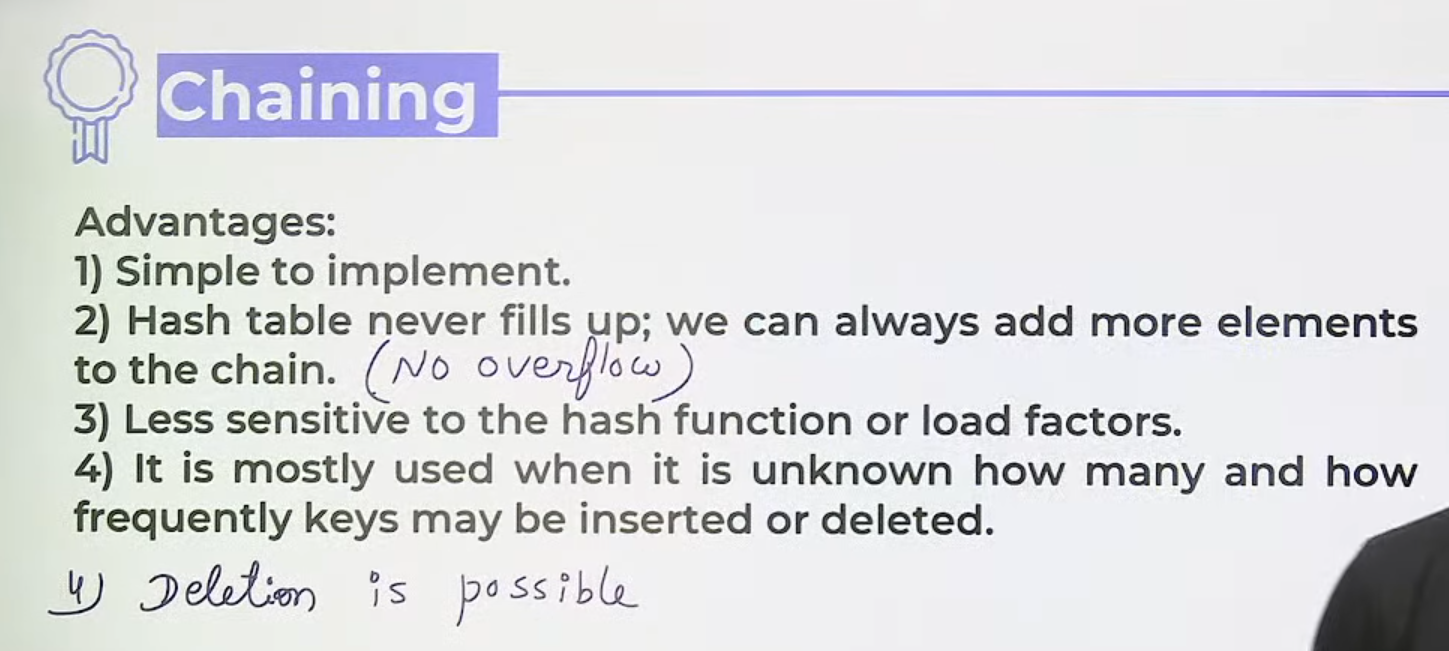 Chaining
Advantages:
1) Simple to implement.
2) Hash table never fills up; we can always add more elements
to the chain. (No overflow)
3) Less sensitive to the hash function or load factors.
4) It is mostly used when it is unknown how many and how
frequently keys may be inserted or deleted.
4) Deletion is possible